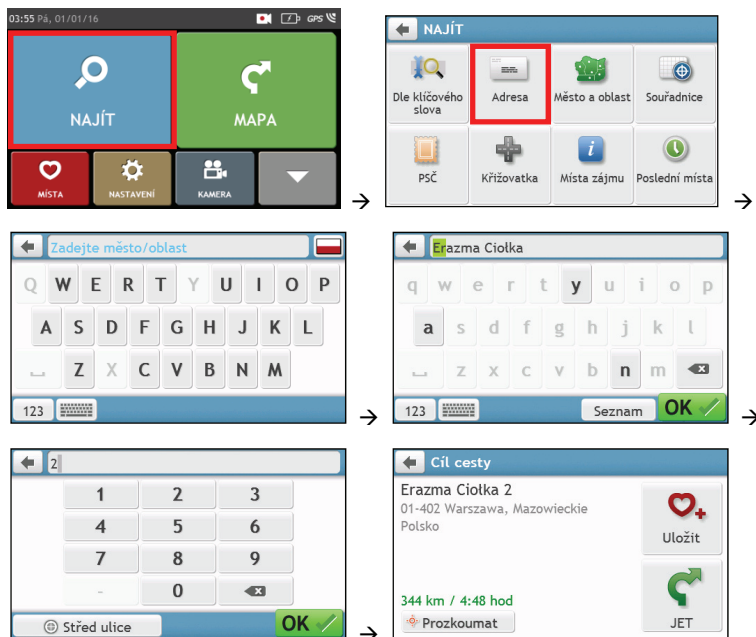 03:55 Pá, 01/01/16 GPS
NAJÍT
MAPA
MÍSTA
NASTAVENÍ
KAMERA
→
NAJÍT
Dle klíčového
slova
Adresa
Město a oblast
Souřadnice
PSČ
Křižovatka
Místa zájmu
Poslední místa
→
Zadejte město/oblast
Q W E R T Y U I O P
A S D F G H J K L
Z X C V B N M
123
→
Erazma Ciołka
q w e r t y u i o p
a s d f g h j k l
z x c v b n m
123 Seznam OK
→
2
1 2 3
4 5 6
7 8 9
- 0
Střed ulice OK
→
Cíl cesty
Erazma Ciołka 2
01-402 Warszawa, Mazowieckie
Polsko
Uložit
344 km / 4:48 hod
Prozkoumat
JET